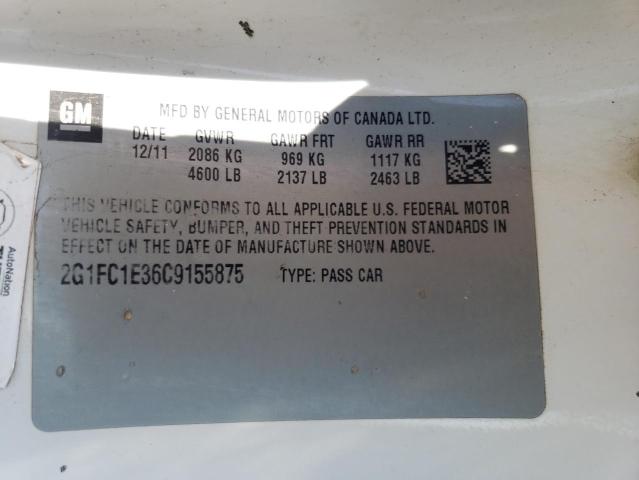 GM
MFD BY GENERAL MOTORS OF CANADA LTD.
DATE GVWR GAWR FRT GAWR RR
12/11 2086 KG 969 KG 1117 KG
4600 LB 2137 LB 2463 LB
THIS VEHICLE CONFORMS TO ALL APPLICABLE U.S. FEDERAL MOTOR
VEHICLE SAFETY, BUMPER, AND THEFT PREVENTION STANDARDS IN
EFFECT ON THE DATE OF MANUFACTURE SHOWN ABOVE.
2G1FC1E36C9155875 TYPE: PASS CAR
AutoNation